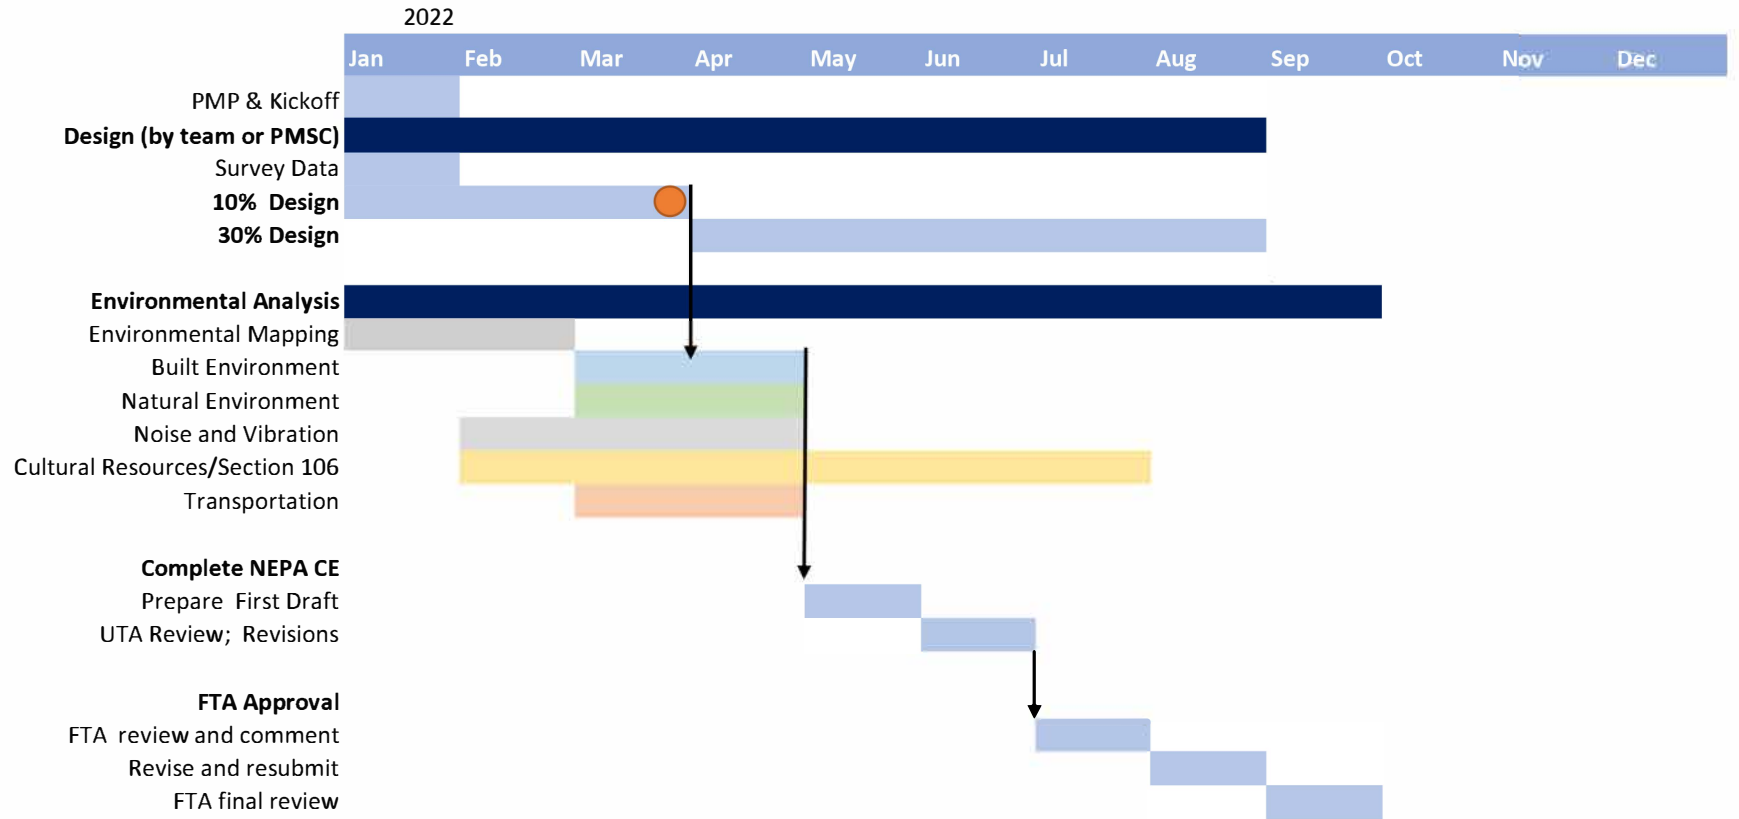 2022
Jan Feb Mar Apr May Jun Jul Aug Sep Oct Nov Dec
PMP & Kickoff
Design (by team or PMSC)
Survey Data
10% Design
30% Design
Environmental Analysis
Environmental Mapping
Built Environment
Natural Environment
Noise and Vibration
Cultural Resources/Section 106
Transportation
Complete NEPA CE
Prepare First Draft
UTA Review; Revisions
FTA Approval
FTA review and comment
Revise and resubmit
FTA final review